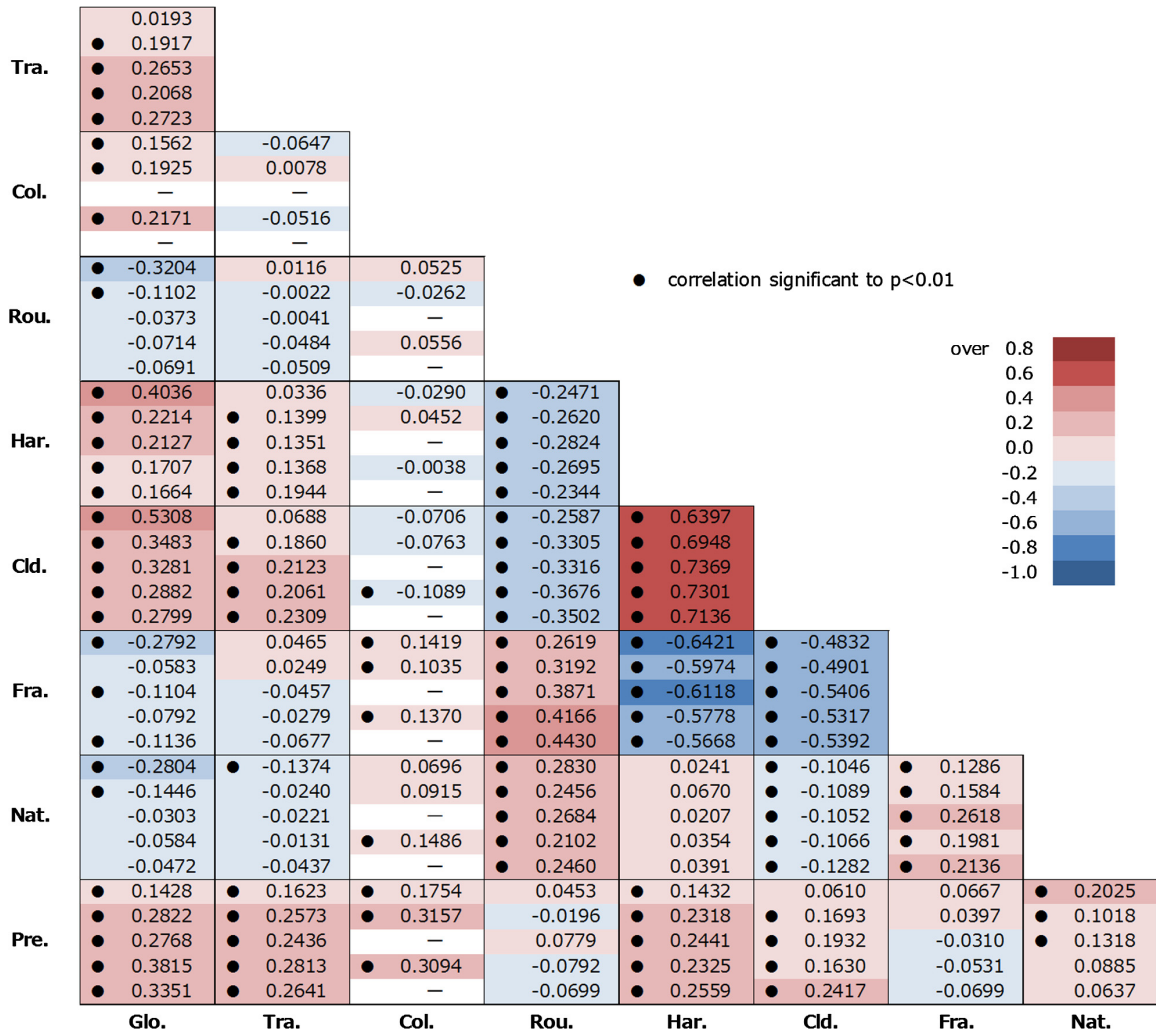 0.0193
● 0.1917
Tra. ● 0.2653
● 0.2068
● 0.2723
● 0.1562 -0.0647
● 0.1925 0.0078
Col. — —
● 0.2171 -0.0516
— —
● -0.3204 0.0116 0.0525
● -0.1102 -0.0022 -0.0262
Rou. -0.0373 -0.0041 —
-0.0714 -0.0484 0.0556
-0.0691 -0.0509 —
● correlation significant to p<0.01
over 0.8
0.6
0.4
0.2
0.0
-0.2
-0.4
-0.6
-0.8
-1.0
● 0.4036 0.0336 -0.0290 ● -0.2471
● 0.2214 ● 0.1399 0.0452 ● -0.2620
Har. ● 0.2127 ● 0.1351 — ● -0.2824
● 0.1707 ● 0.1368 -0.0038 ● -0.2695
● 0.1664 ● 0.1944 — ● -0.2344
● 0.5308 0.0688 -0.0706 ● -0.2587 ● 0.6397
● 0.3483 ● 0.1860 -0.0763 ● -0.3305 ● 0.6948
Cld. ● 0.3281 ● 0.2123 — ● -0.3316 ● 0.7369
● 0.2882 ● 0.2061 ● -0.1089 ● -0.3676 ● 0.7301
● 0.2799 ● 0.2309 — ● -0.3502 ● 0.7136
● -0.2792 0.0465 ● 0.1419 ● 0.2619 ● -0.6421 ● -0.4832
-0.0583 0.0249 ● 0.1035 ● 0.3192 ● -0.5974 ● -0.4901
Fra. ● -0.1104 -0.0457 — ● 0.3871 ● -0.6118 ● -0.5406
-0.0792 -0.0279 ● 0.1370 ● 0.4166 ● -0.5778 ● -0.5317
● -0.1136 -0.0677 — ● 0.4430 ● -0.5668 ● -0.5392
● -0.2804 ● -0.1374 0.0696 ● 0.2830 0.0241 ● -0.1046 ● 0.1286
● -0.1446 -0.0240 0.0915 ● 0.2456 0.0670 ● -0.1089 ● 0.1584
Nat. -0.0303 -0.0221 — ● 0.2684 0.0207 ● -0.1052 ● 0.2618
-0.0584 -0.0131 ● 0.1486 ● 0.2102 0.0354 ● -0.1066 ● 0.1981
-0.0472 -0.0437 — ● 0.2460 0.0391 ● -0.1282 ● 0.2136
● 0.1428 ● 0.1623 ● 0.1754 0.0453 ● 0.1432 0.0610 0.0667 ● 0.2025
● 0.2822 ● 0.2573 ● 0.3157 -0.0196 ● 0.2318 ● 0.1693 0.0397 ● 0.1018
Pre. ● 0.2768 ● 0.2436 — 0.0779 ● 0.2441 ● 0.1932 -0.0310 ● 0.1318
● 0.3815 ● 0.2813 ● 0.3094 -0.0792 ● 0.2325 ● 0.1630 -0.0531 0.0885
● 0.3351 ● 0.2641 — -0.0699 ● 0.2559 ● 0.2417 -0.0699 0.0637
Glo. Tra. Col. Rou. Har. Cld. Fra. Nat.